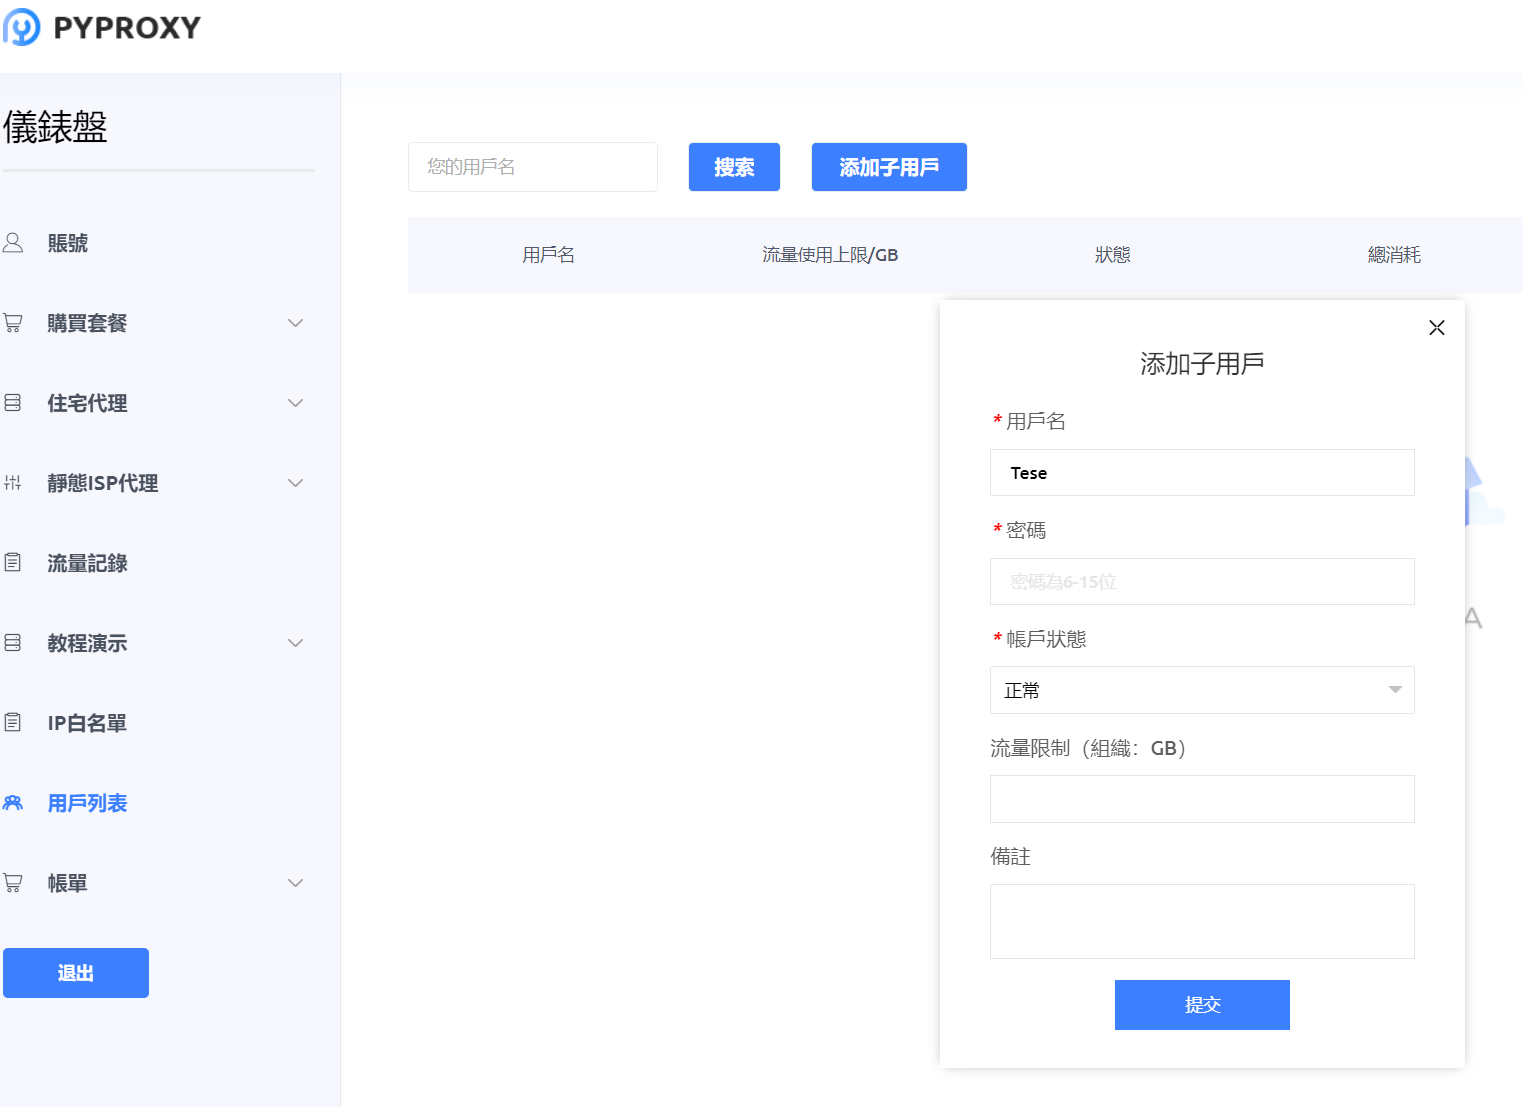 PYPROXY
儀錶盤
賬號
購買套餐
住宅代理
靜態ISP代理
流量記錄
教程演示
IP白名單
用戶列表
帳單
退出
您的用戶名
搜索
添加子用戶
用戶名 流量使用上限/GB 狀態 總消耗
添加子用戶
*用戶名
Tese
*密碼
密碼為6-15位
*帳戶狀態
正常
流量限制（組織：GB）
備註
提交
A